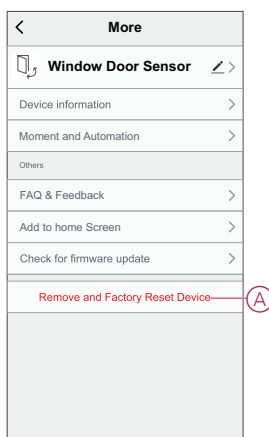 More
Window Door Sensor
Device information
Moment and Automation
Others
FAQ & Feedback
Add to home Screen
Check for firmware update
Remove and Factory Reset Device
A